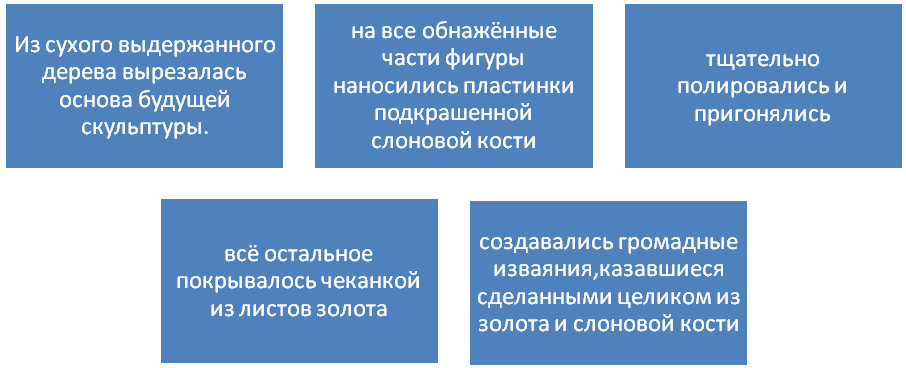 Из сухого выдержанного
дерева вырезалась
основа будущей
скульптуры.
на все обнажённые
части фигуры
наносились пластинки
подкрашенной
слоновой кости
тщательно
полировались и
пригонялись
всё остальное
покрывалось чеканкой
из листов золота
создавались громадные
изваяния,казавшиеся
сделанными целиком из
золота и слоновой кости